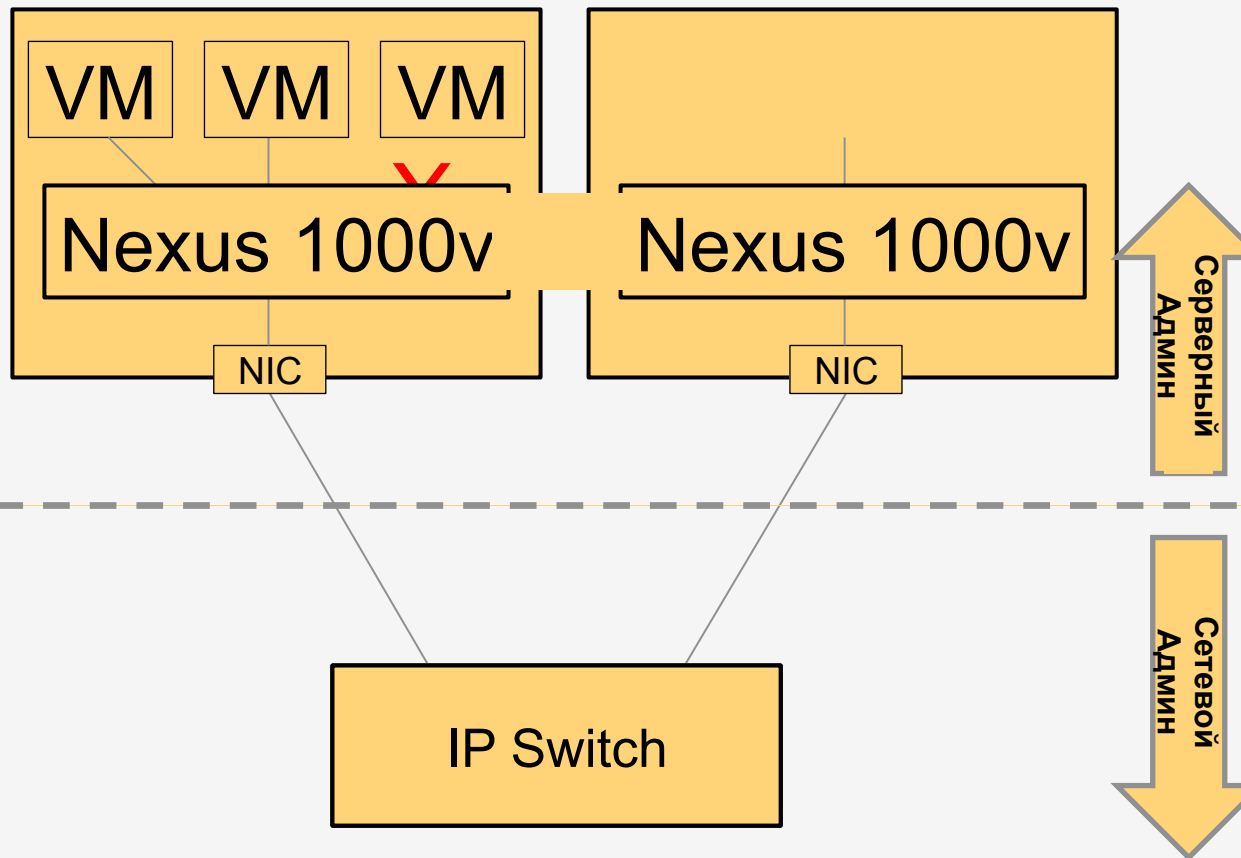 VM
VM
VM
X
Nexus 1000v
Nexus 1000v
NIC
NIC
Серверный
Админ
Сетевой
Админ
IP Switch